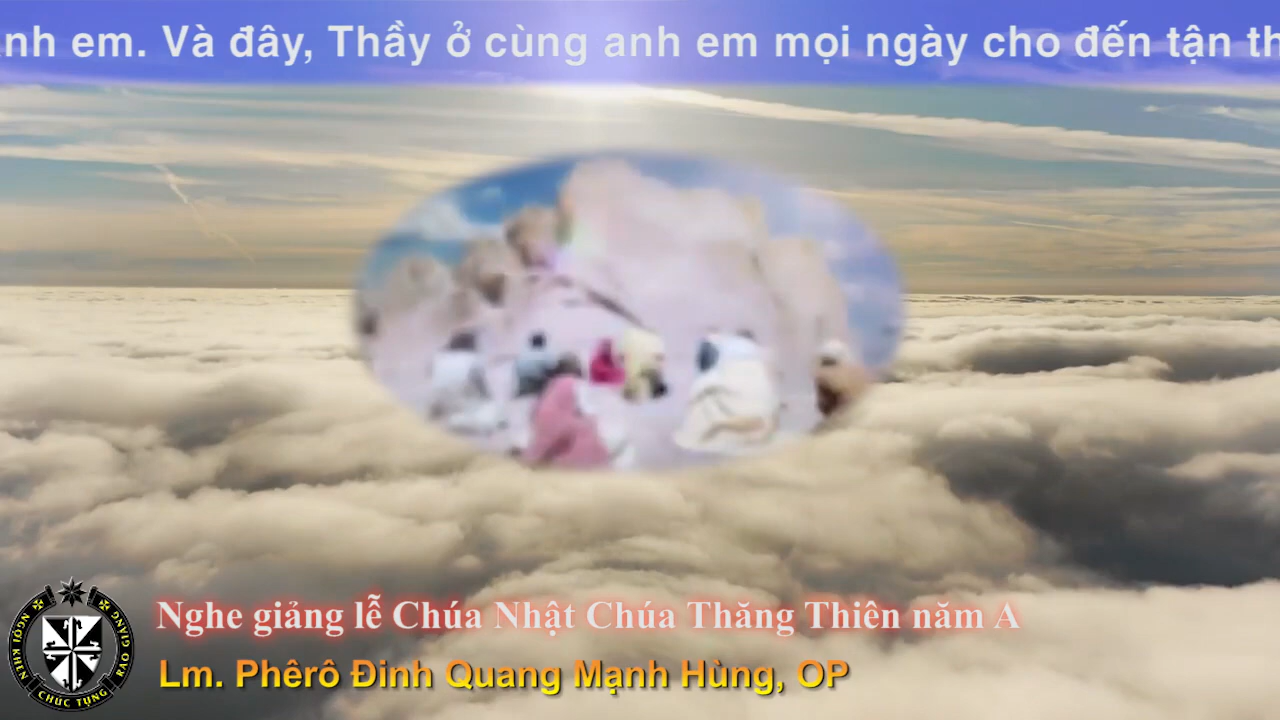 nh em. Và đây, Thầy ở cùng anh em mọi ngày cho đến tận th
Nghe giảng lễ Chúa Nhật Chúa Thăng Thiên năm A
Lm. Phêrô Đinh Quang Mạnh Hùng, OP
NGỢI KHEN
CHÚC TỤNG
RAO GIẢNG